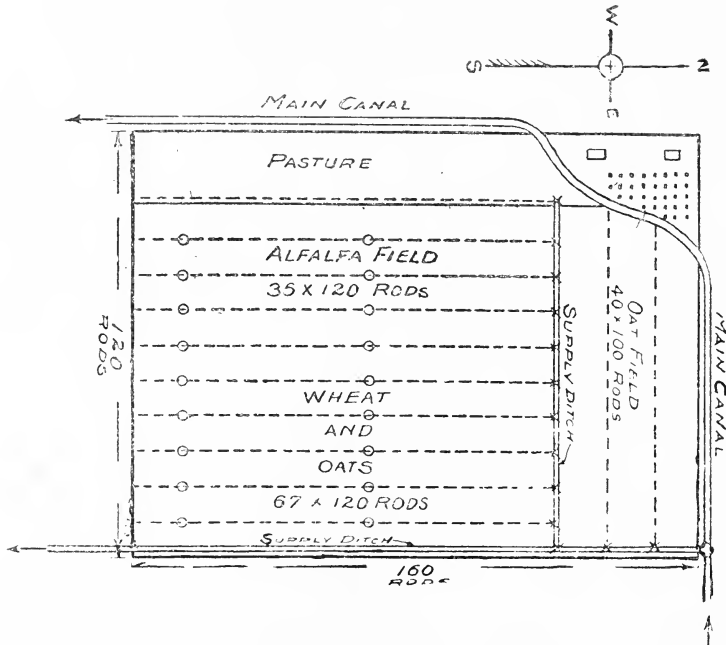 W
S
N
E
MAIN CANAL
PASTURE
ALFALFA FIELD
35 X 120 RODS
WHEAT
AND
OATS
67 X 120 RODS
SUPPLY DITCH
SUPPLY DITCH
OAT FIELD
40 X 100 RODS
MAIN CANAL
120
RODS
160
RODS